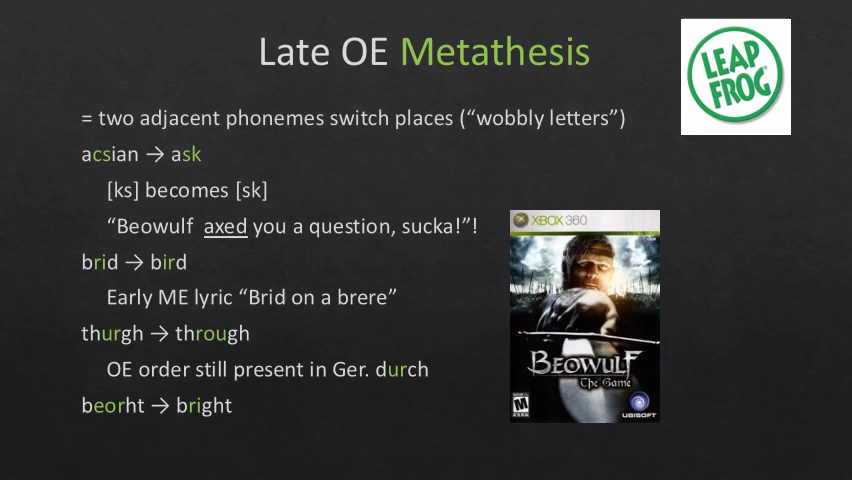 Late OE Metathesis
LEAP
FROG
= two adjacent phonemes switch places (“wobbly letters”)
acsian → ask
[ks] becomes [sk]
“Beowulf axed you a question, sucka!”!
brid → bird
Early ME lyric “Brid on a brere”
thurgh → through
OE order still present in Ger. durch
beorht → bright
XBOX 360
BEOWULF
The Game
M
UBISOFT